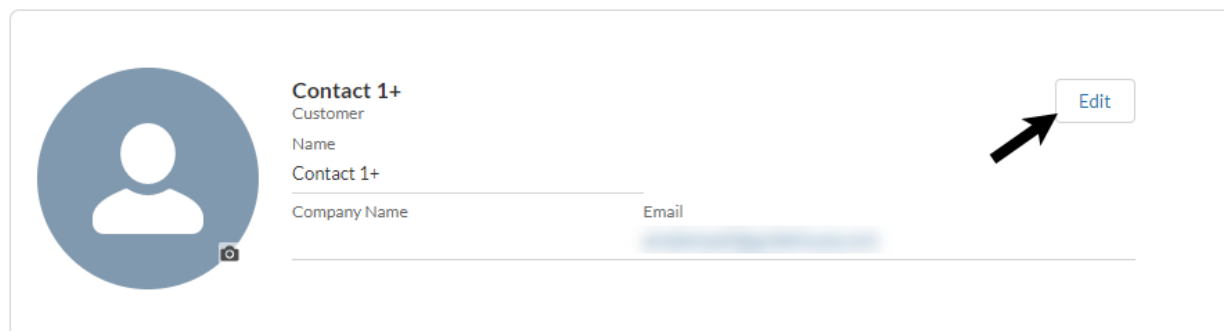 Contact 1+
Customer
Edit
Name
Contact 1+
Company Name
Email